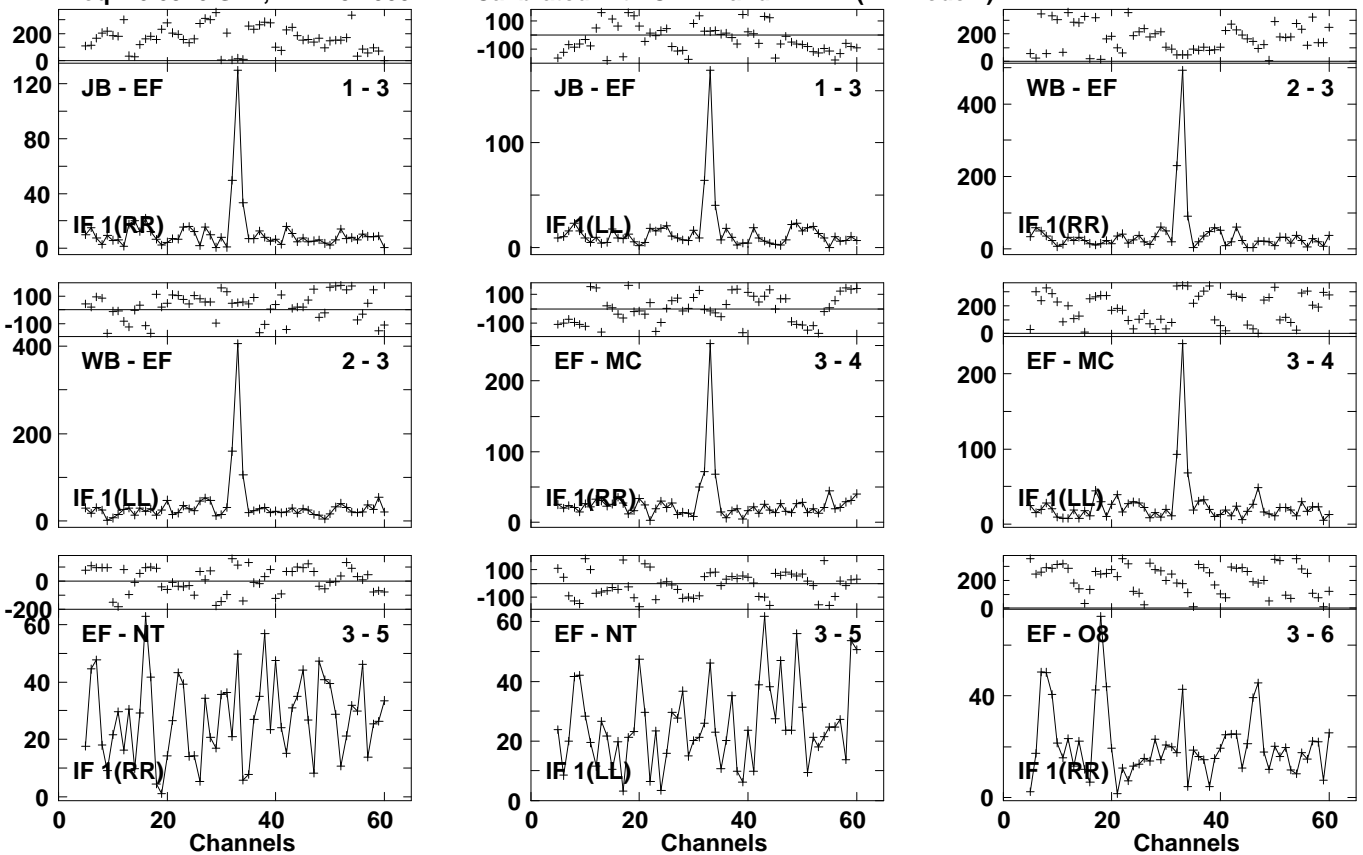 200
0
100
-100
200
0
120
80
40
0
JB - EF 1 - 3
IF 1(RR)
100
0
JB - EF 1 - 3
IF 1(LL)
400
200
0
WB - EF 2 - 3
IF 1(RR)
100
-100
100
-100
200
0
400
200
0
WB - EF 2 - 3
IF 1(LL)
200
100
0
EF - MC 3 - 4
IF 1(RR)
200
100
0
EF - MC 3 - 4
IF 1(LL)
0
-200
100
-100
200
0
60
40
20
0
EF - NT 3 - 5
IF 1(RR)
60
40
20
0
EF - NT 3 - 5
IF 1(LL)
40
0
EF - O8 3 - 6
IF 1(RR)
0 20 40 60
Channels
0 20 40 60
Channels
0 20 40 60
Channels